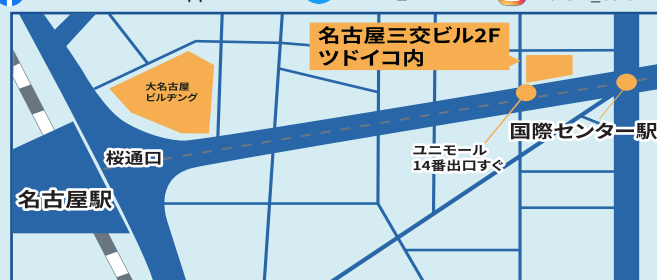 名古屋三交ビル2F
ツドイコ内
大名古屋
ビルヂング
国際センター駅
桜通口
ユニモール
14番出口すぐ
名古屋駅